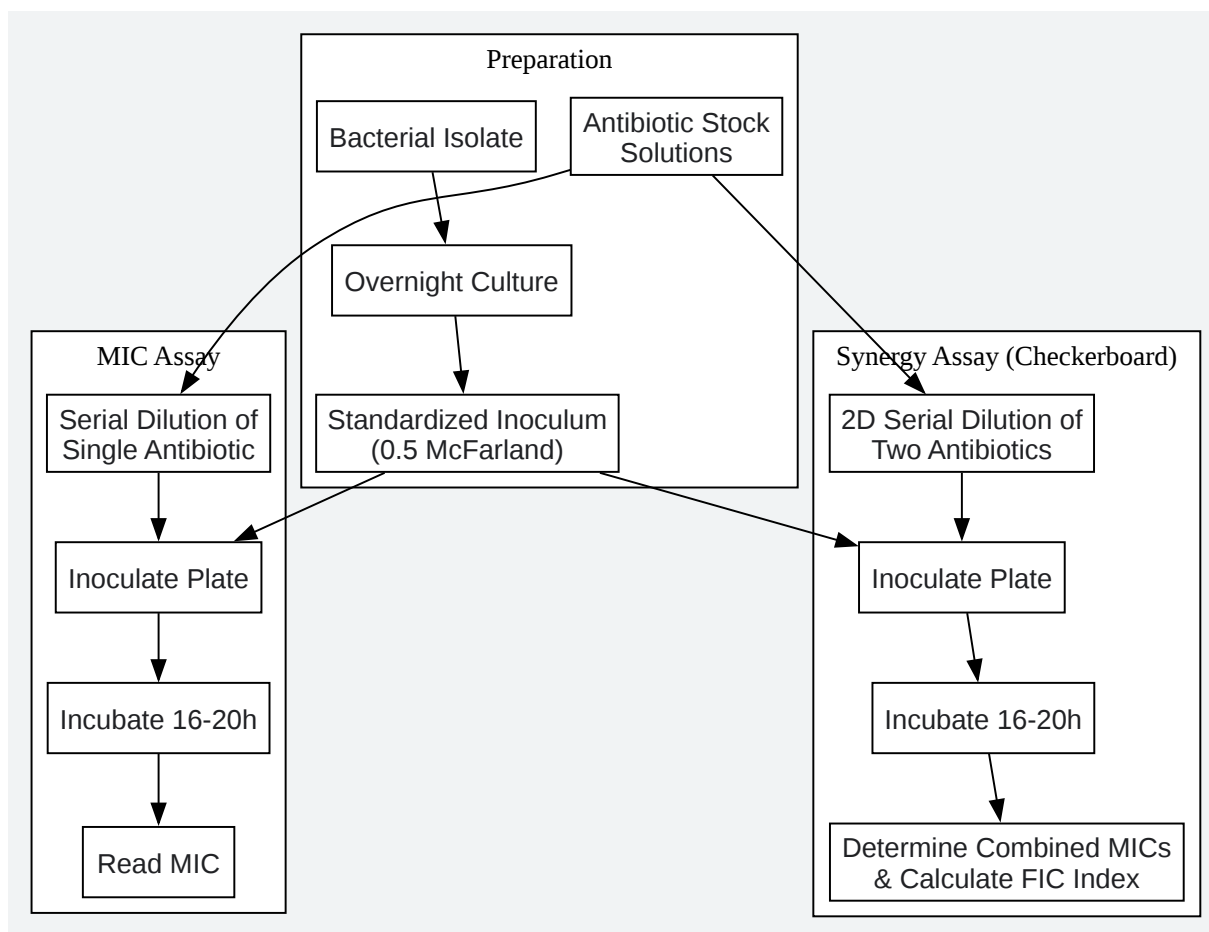 Preparation
Bacterial Isolate
Antibiotic Stock
Solutions
Overnight Culture
Standardized Inoculum
(0.5 McFarland)
MIC Assay
Serial Dilution of
Single Antibiotic
Inoculate Plate
Incubate 16-20h
Read MIC
Synergy Assay (Checkerboard)
2D Serial Dilution of
Two Antibiotics
Inoculate Plate
Incubate 16-20h
Determine Combined MICs
& Calculate FIC Index